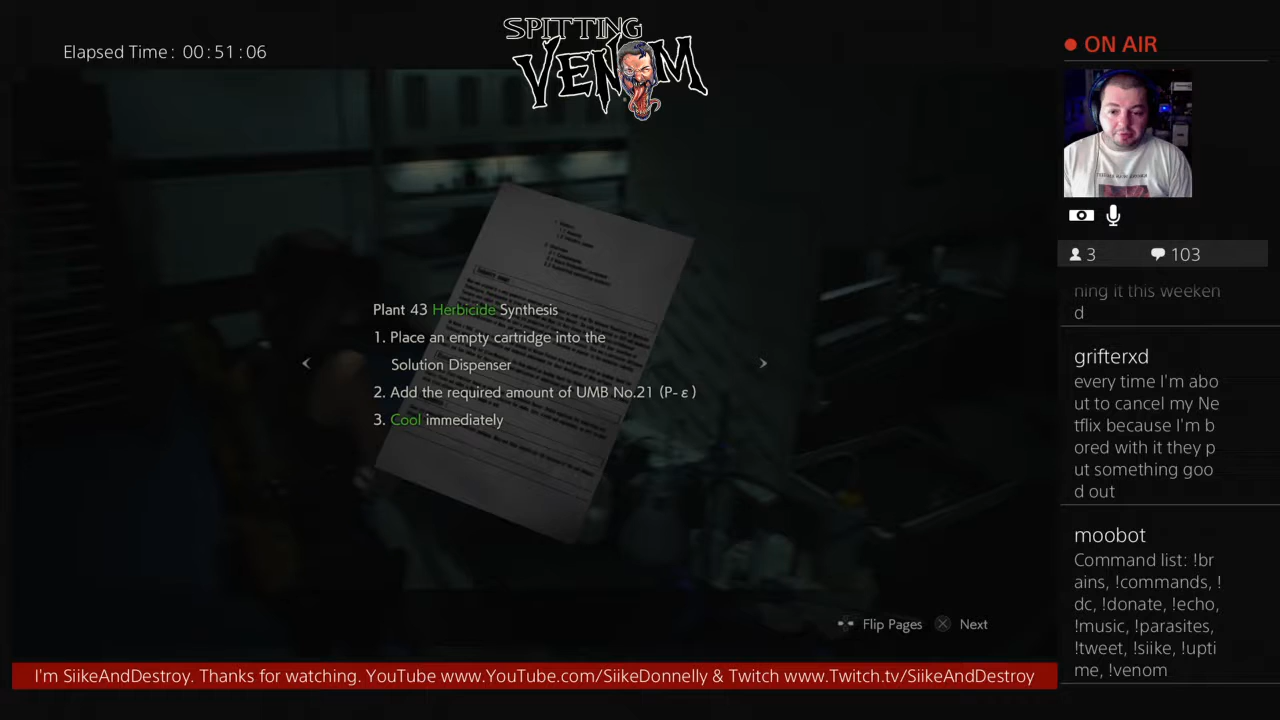 SPITTING
VENOM
Elapsed Time: 00:51:06
ON AIR
3 103
Plant 43 Herbicide Synthesis
1. Place an empty cartridge into the
Solution Dispenser
2. Add the required amount of UMB No.21 (P-ε)
3. Cool immediately
Flip Pages Next
ning it this weeken
d
grifterxd
every time I'm abo
ut to cancel my Ne
tflix because I'm b
ored with it they p
ut something goo
d out
moobot
Command list: !br
ains, !commands, !
dc, !donate, !echo,
!music, !parasites,
!tweet, !siike, !upti
me, !venom
I'm SiikeAndDestroy. Thanks for watching. YouTube www.YouTube.com/SiikeDonnelly & Twitch www.Twitch.tv/SiikeAndDestroy